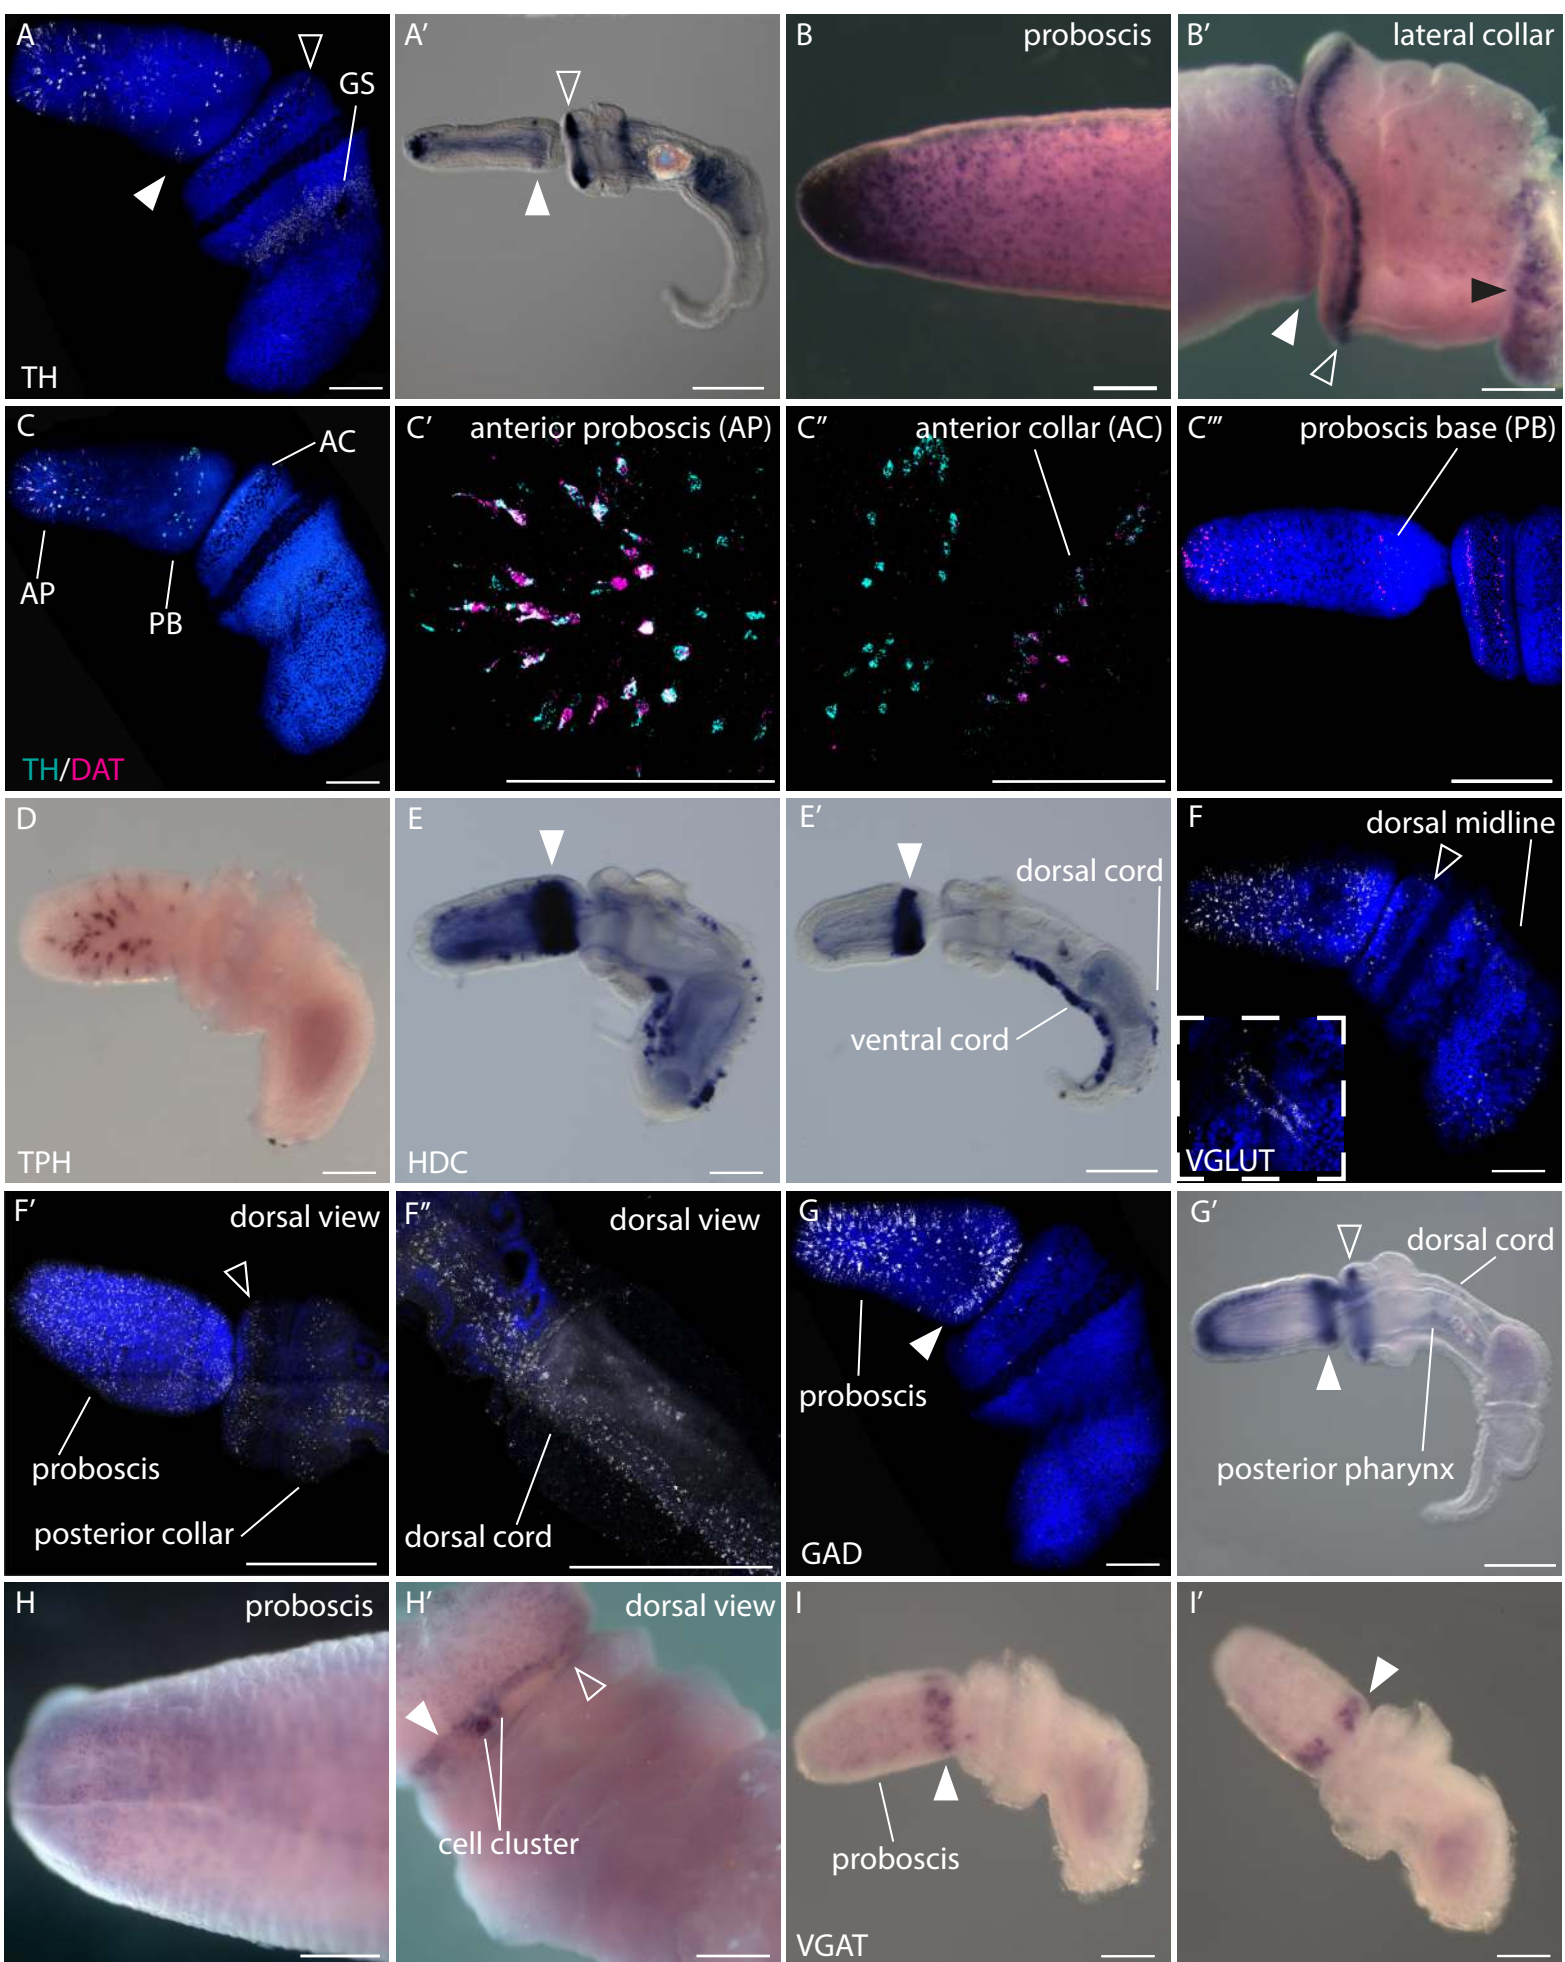 A
GS
TH
A′
B
proboscis
B′
lateral collar
C
AC
AP
PB
TH/DAT
C′
anterior proboscis (AP)
C″
anterior collar (AC)
C‴
proboscis base (PB)
D
TPH
E
HDC
E′
dorsal cord
ventral cord
F
dorsal midline
VGLUT
F′
dorsal view
proboscis
posterior collar
F″
dorsal view
dorsal cord
G
proboscis
GAD
G′
dorsal cord
posterior pharynx
H
proboscis
H′
dorsal view
cell cluster
I
proboscis
VGAT
I′